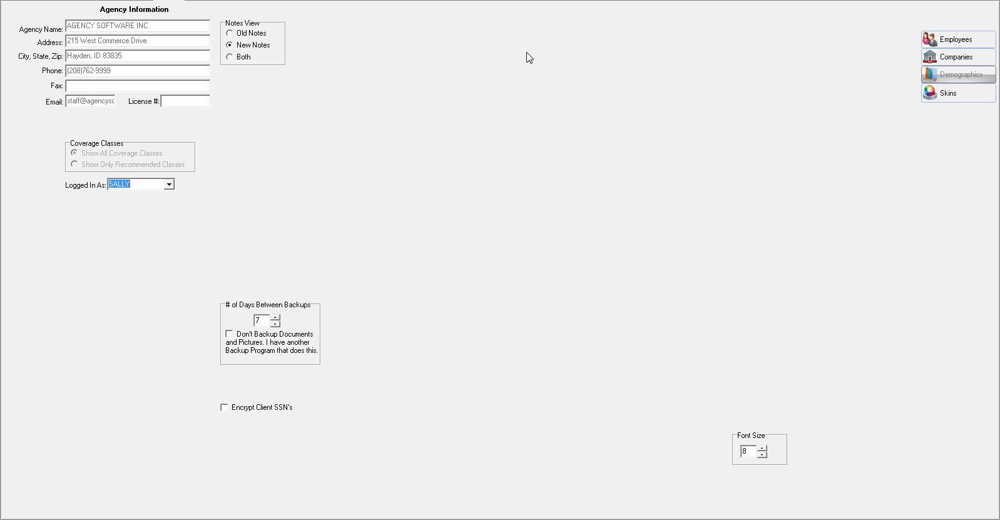 Agency Information
Agency Name: AGENCY SOFTWARE INC
Address: 215 West Commerce Drive
City, State, Zip: Hayden, ID 83835
Phone: (208)762-9999
Fax:
Email: staff@agencysc License #:
Notes View
Old Notes
New Notes
Both
Employees
Companies
Demographics
Skins
Coverage Classes
Show All Coverage Classes
Show Only Recommended Classes
Logged In As: SALLY
# of Days Between Backups
7
Don't Backup Documents
and Pictures. I have another
Backup Program that does this.
Encrypt Client SSN's
Font Size
8